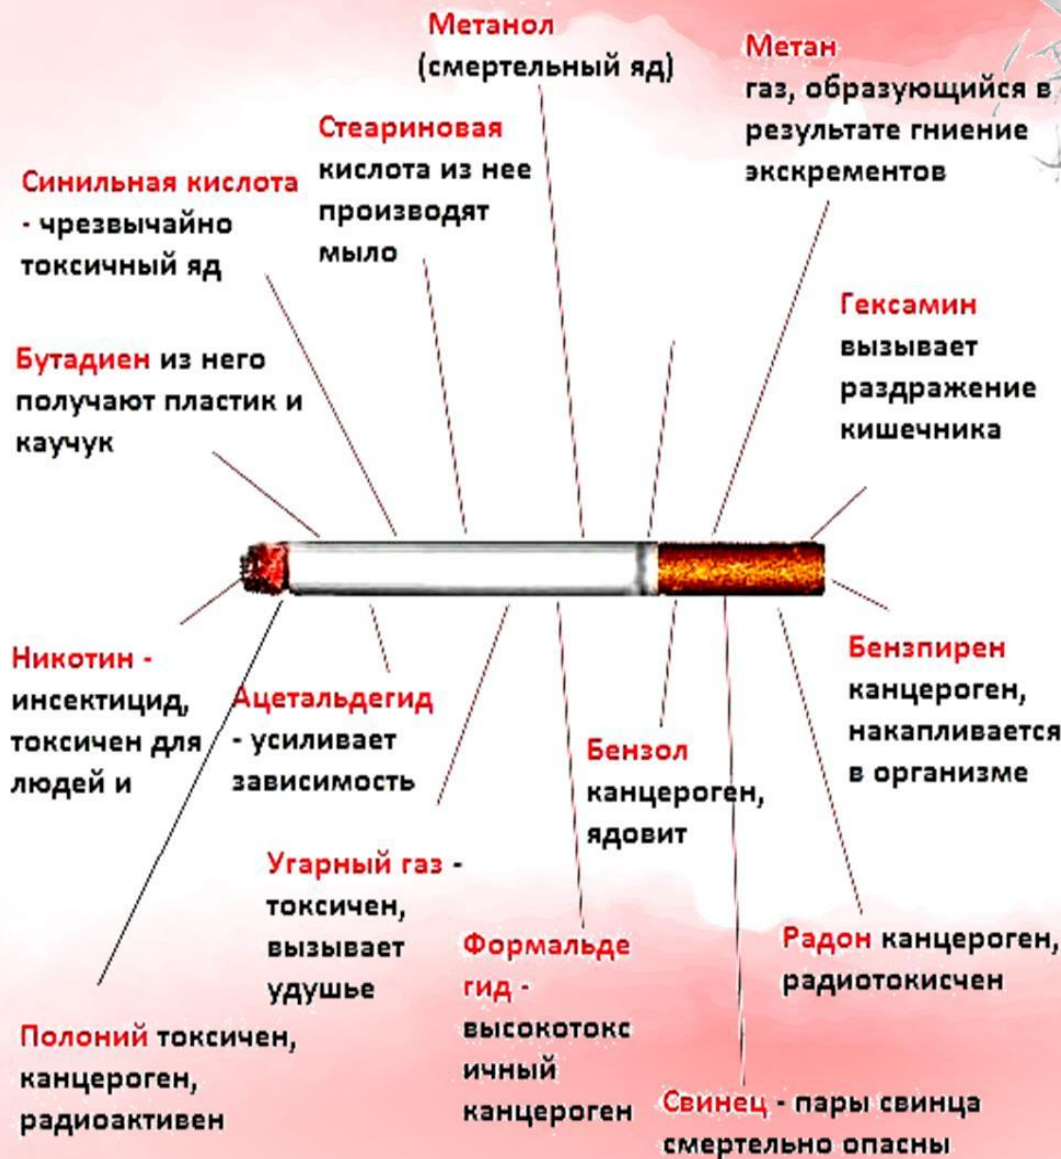 Метанол
(смертельный яд)
Метан
газ, образующийся в
результате гниение
экскрементов
Стеариновая
кислота из нее
производят
мыло
Синильная кислота
- чрезвычайно
токсичный яд
Гексамин
вызывает
раздражение
кишечника
Бутадиен из него
получают пластик и
каучук
Никотин -
инсектицид,
токсичен для
людей и
Ацетальдегид
- усиливает
зависимость
Бензол
канцероген,
ядовит
Бензпирен
канцероген,
накапливается
в организме
Угарный газ -
токсичен,
вызывает
удушье
Формальде
гид -
высокотокс
ичный
канцероген
Радон канцероген,
радиотокисчен
Полоний токсичен,
канцероген,
радиоактивен
Свинец - пары свинца
смертельно опасны